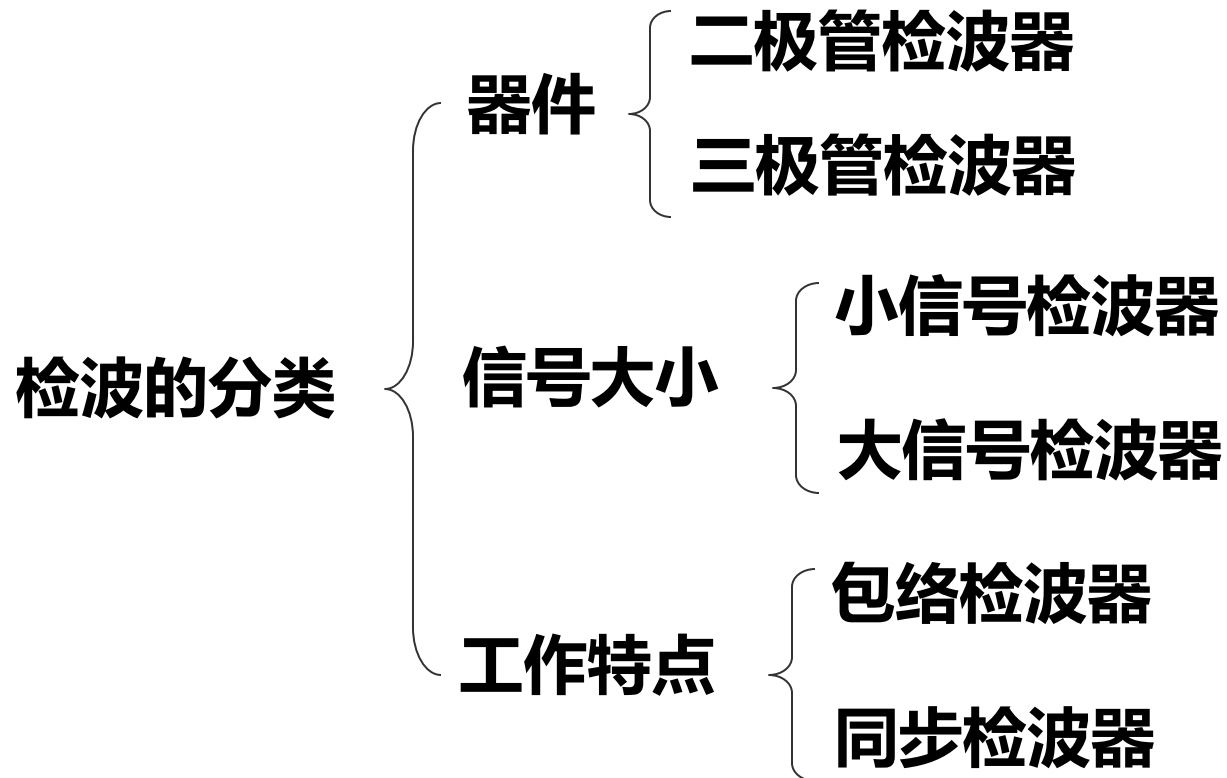 检波的分类
器件
二极管检波器
三极管检波器
信号大小
小信号检波器
大信号检波器
工作特点
包络检波器
同步检波器